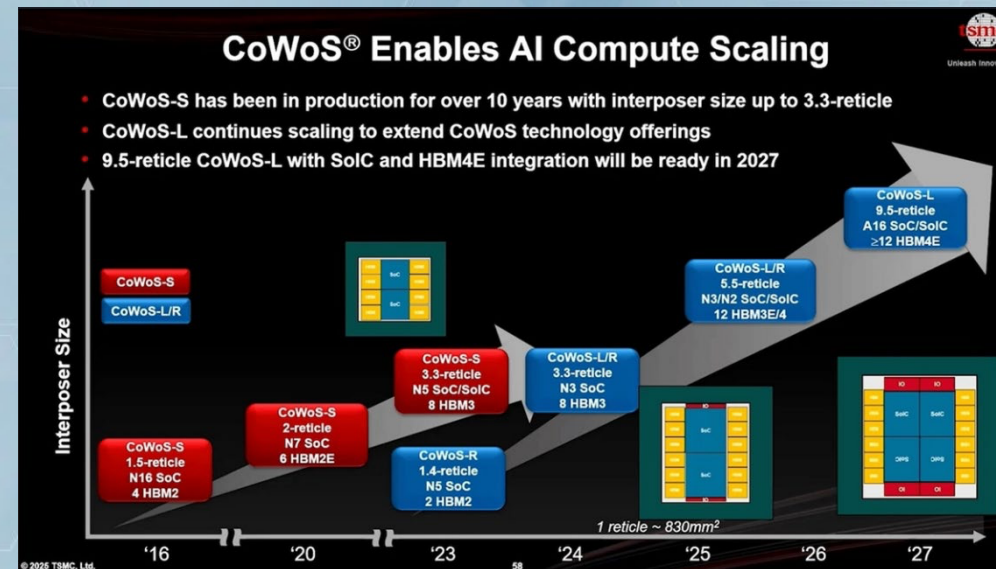 CoWoS® Enables AI Compute Scaling
tsm
Unleash Innov
• CoWoS-S has been in production for over 10 years with interposer size up to 3.3-reticle
• CoWoS-L continues scaling to extend CoWoS technology offerings
• 9.5-reticle CoWoS-L with SoIC and HBM4E integration will be ready in 2027
Interposer Size
CoWoS-S
CoWoS-L/R
CoWoS-S
1.5-reticle
N16 SoC
4 HBM2
CoWoS-S
2-reticle
N7 SoC
6 HBM2E
SoC
SoC
CoWoS-S
3.3-reticle
N5 SoC/SoIC
8 HBM3
CoWoS-R
1.4-reticle
N5 SoC
2 HBM2
CoWoS-L/R
3.3-reticle
N3 SoC
8 HBM3
CoWoS-L/R
5.5-reticle
N3/N2 SoC/SoIC
12 HBM3E/4
CoWoS-L
9.5-reticle
A16 SoC/SoIC
≥12 HBM4E
IO
SoC
SoC
IO
IO IO
SoIC SoIC
SoIC SoIC
IO IO
1 reticle ~ 830mm²
'16 '20 '23 '24 '25 '26 '27
© 2025 TSMC, Ltd.
58